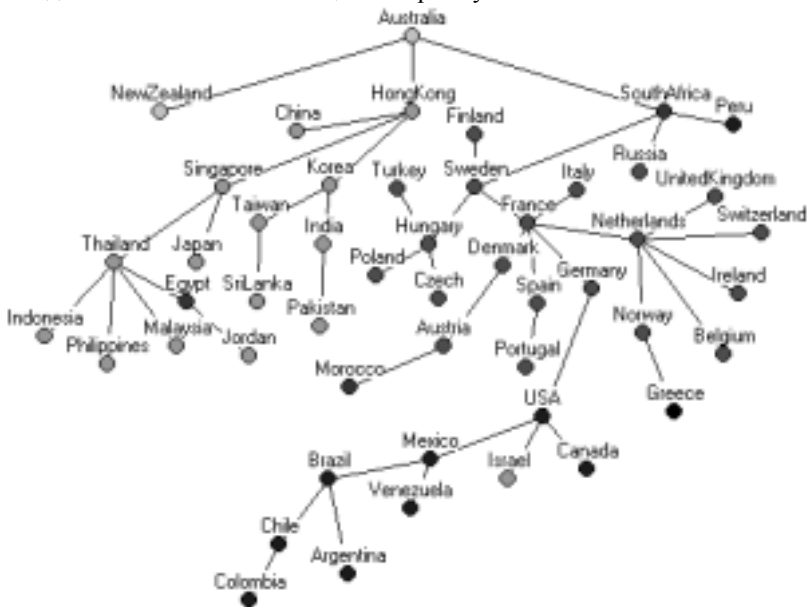 Australia
NewZealand
HongKong
SouthAfrica
China
Finland
Peru
Singapore
Korea
Turkey
Sweden
Italy
Russia
UnitedKingdom
Taiwan
France
Netherlands
Switzerland
Thailand
Japan
India
Hungary
Denmark
Poland
Czech
Germany
Ireland
Egypt
SriLanka
Pakistan
Spain
Norway
Indonesia
Philippines
Malaysia
Jordan
Austria
Portugal
Belgium
Morocco
Greece
USA
Mexico
Brazil
Israel
Canada
Venezuela
Chile
Argentina
Colombia